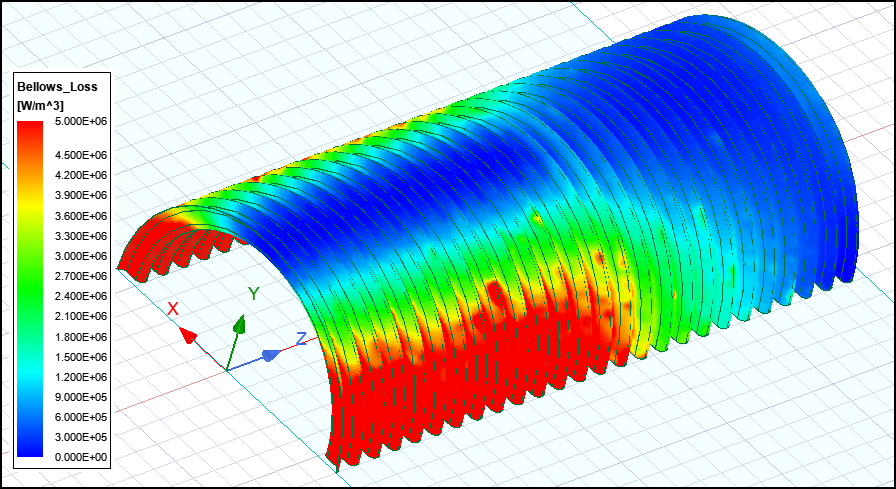 Bellows_Loss
[W/m^3]
5.000E+06
4.500E+06
4.200E+06
3.900E+06
3.600E+06
3.300E+06
3.000E+06
2.700E+06
2.400E+06
2.100E+06
1.800E+06
1.500E+06
1.200E+06
9.000E+05
6.000E+05
3.000E+05
0.000E+00
X
Y
Z